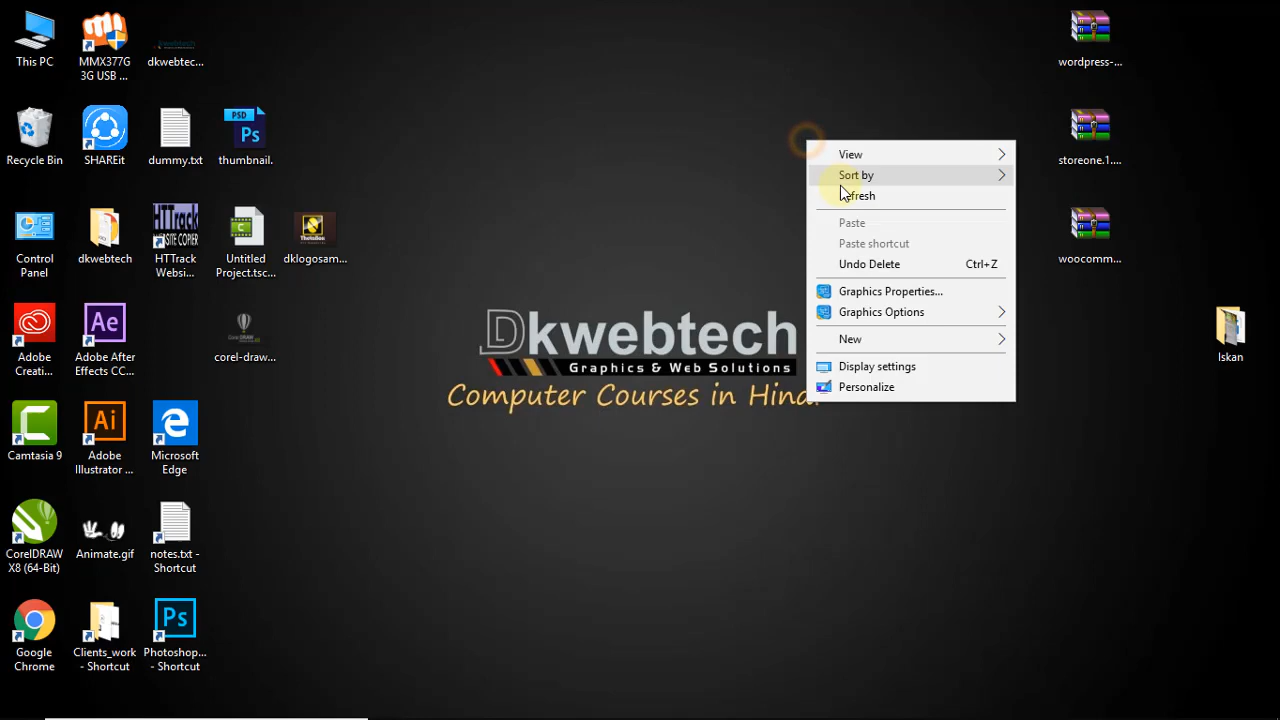 This PC
MMX377G
3G USB ...
dkwebtec...
Recycle Bin
SHAREit
dummy.txt
PSD
Ps
thumbnail.
Control
Panel
dkwebtech
HTTrack
Websi...
Untitled
Project.tsc...
dklogosam...
Adobe
Creati...
Ae
Adobe After
Effects CC...
corel-draw...
Camtasia 9
Ai
Adobe
Illustrator ...
Microsoft
Edge
CorelDRAW
X8 (64-Bit)
Animate.gif
notes.txt -
Shortcut
Google
Chrome
Clients_work
- Shortcut
Ps
Photoshop...
- Shortcut
Dkwebtech
Graphics & Web Solutions
Computer Courses in Hindi
View
Sort by
Refresh
Paste
Paste shortcut
Undo Delete Ctrl+Z
Graphics Properties...
Graphics Options
New
Display settings
Personalize
wordpress-...
storeone.1....
woocomm...
Iskan